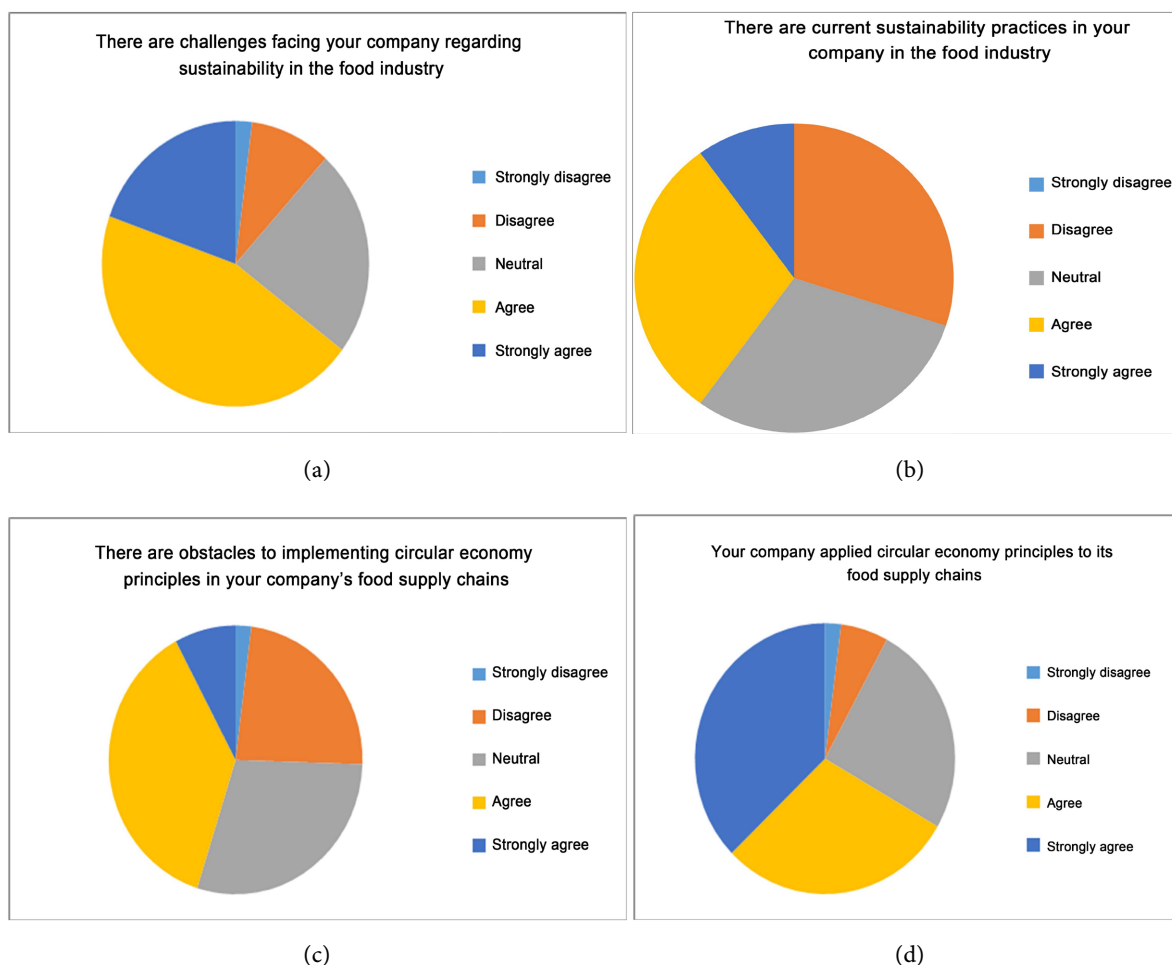 There are challenges facing your company regarding
sustainability in the food industry
Strongly disagree
Disagree
Neutral
Agree
Strongly agree
(a)
There are current sustainability practices in your
company in the food industry
Strongly disagree
Disagree
Neutral
Agree
Strongly agree
(b)
There are obstacles to implementing circular economy
principles in your company's food supply chains
Strongly disagree
Disagree
Neutral
Agree
Strongly agree
(c)
Your company applied circular economy principles to its
food supply chains
Strongly disagree
Disagree
Neutral
Agree
Strongly agree
(d)